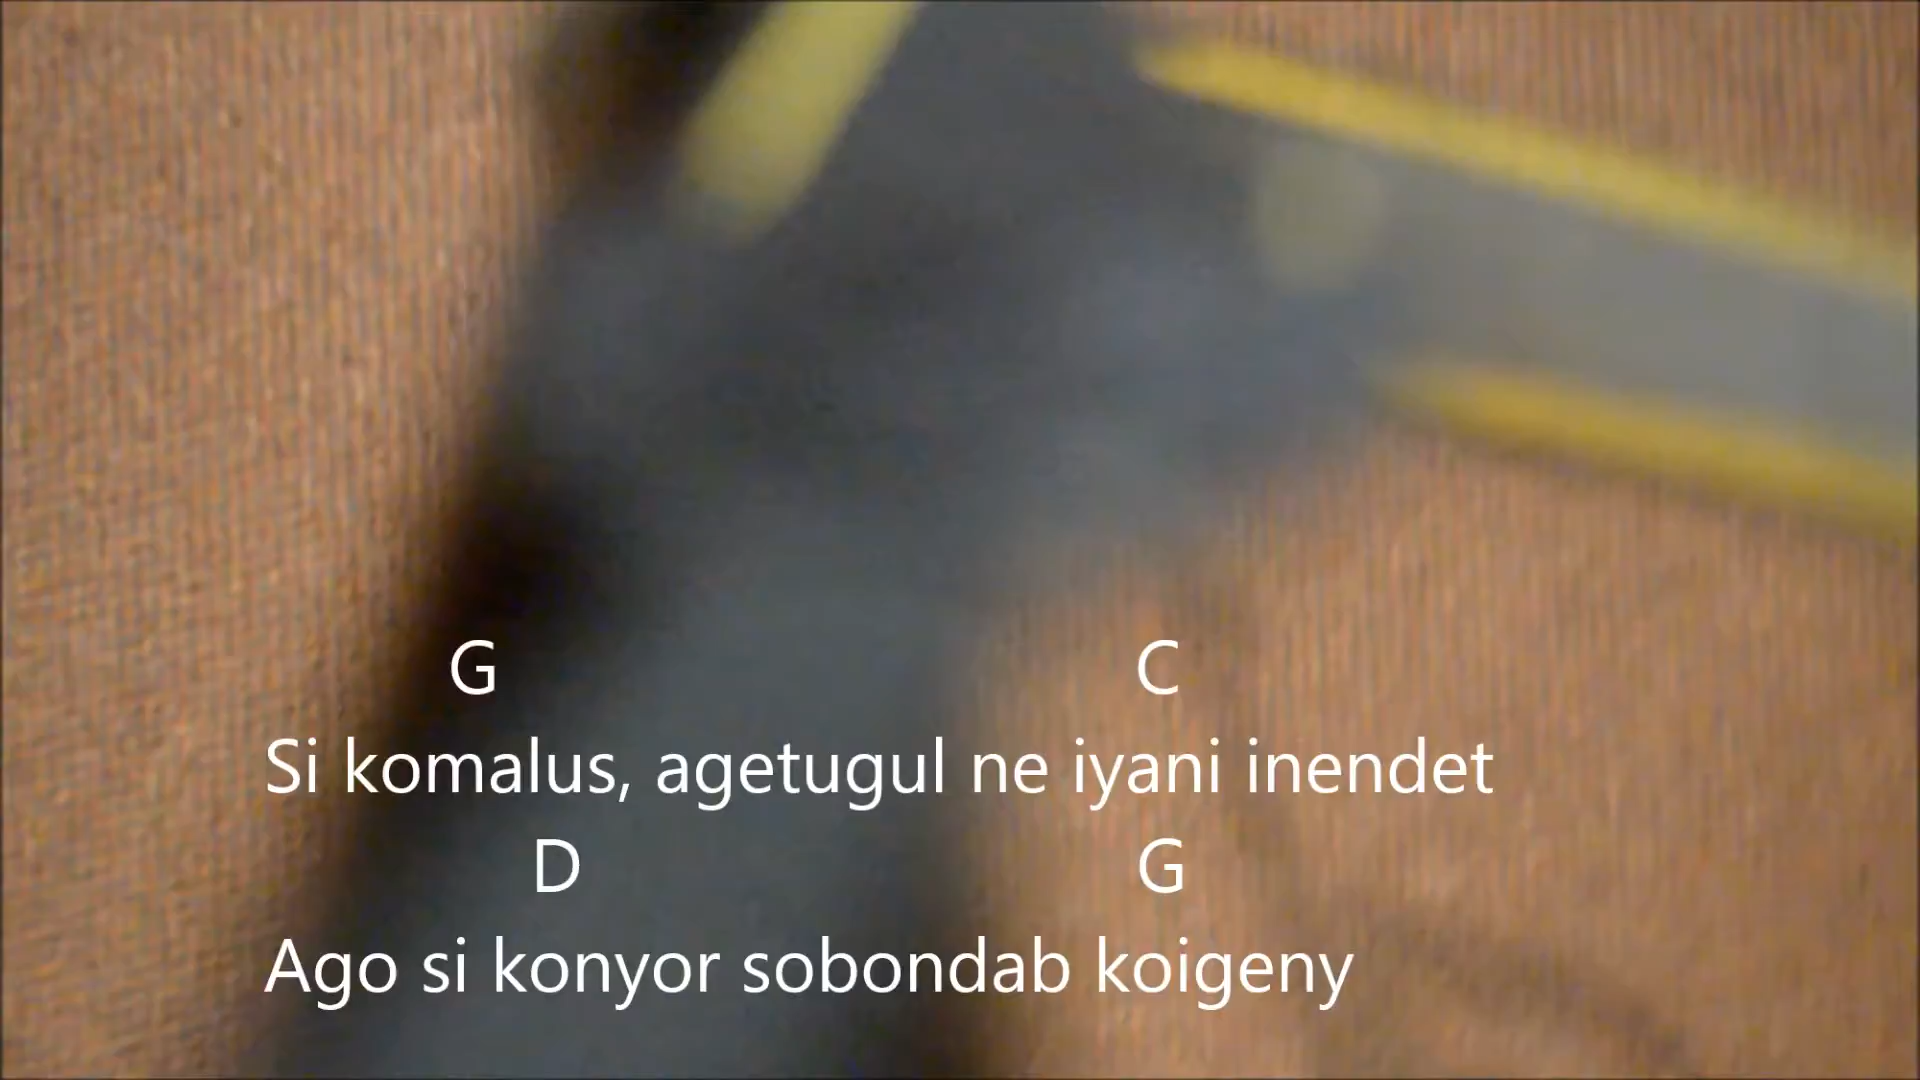 G C
Si komalus, agetugul ne iyani inendet
D G
Ago si konyor sobondab koigeny